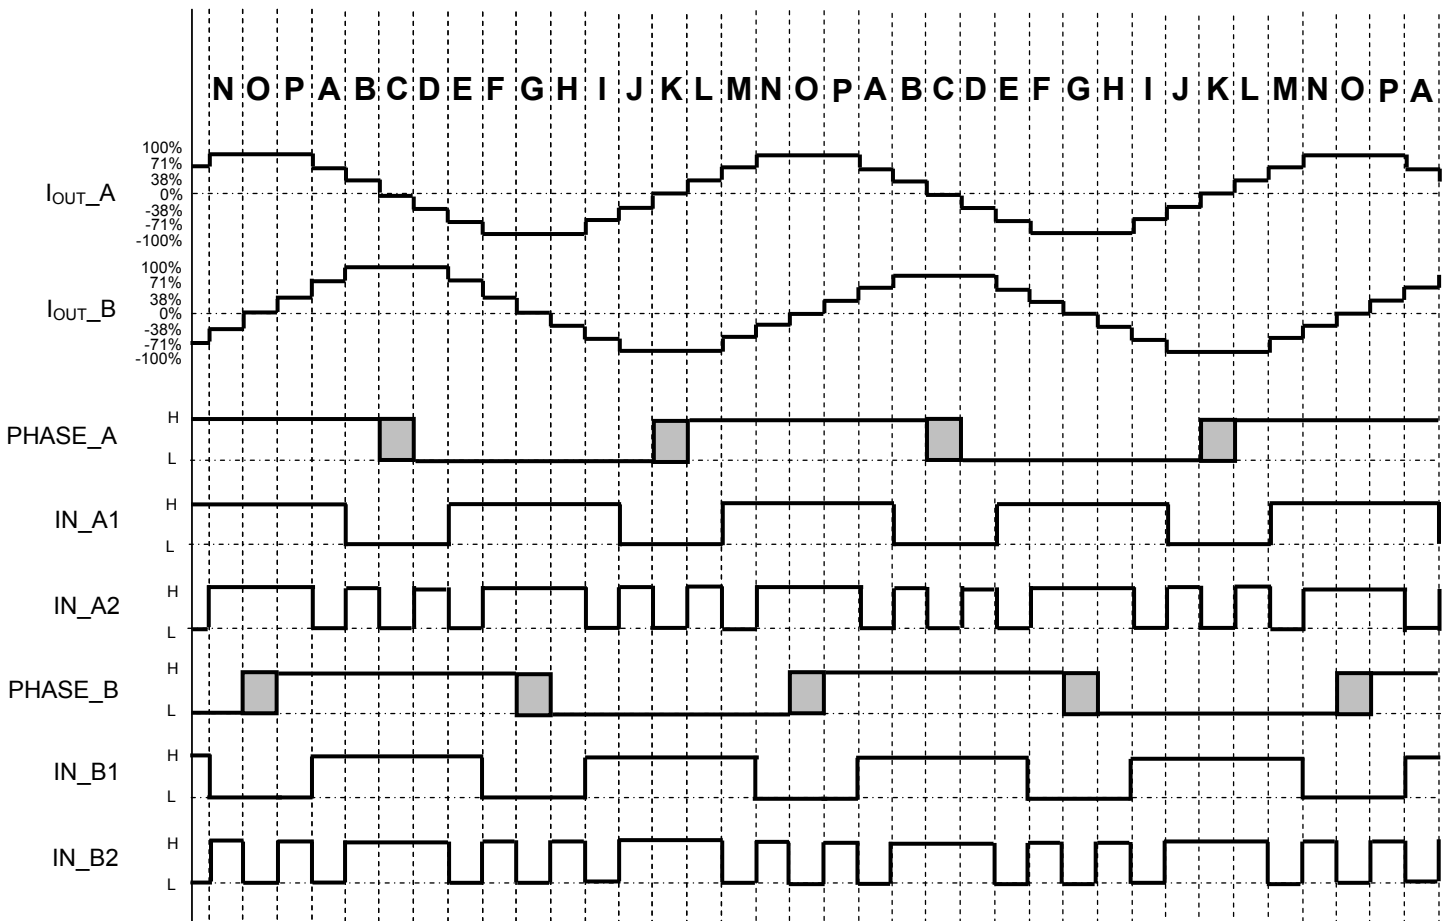 N O P A B C D E F G H I J K L M N O P A B C D E F G H I J K L M N O P A
100%
71%
38%
IOUT_A
0%
-38%
-71%
-100%
100%
71%
38%
IOUT_B
0%
-38%
-71%
-100%
H
PHASE_A
L
H
IN_A1
L
H
IN_A2
L
H
PHASE_B
L
H
IN_B1
L
H
IN_B2
L